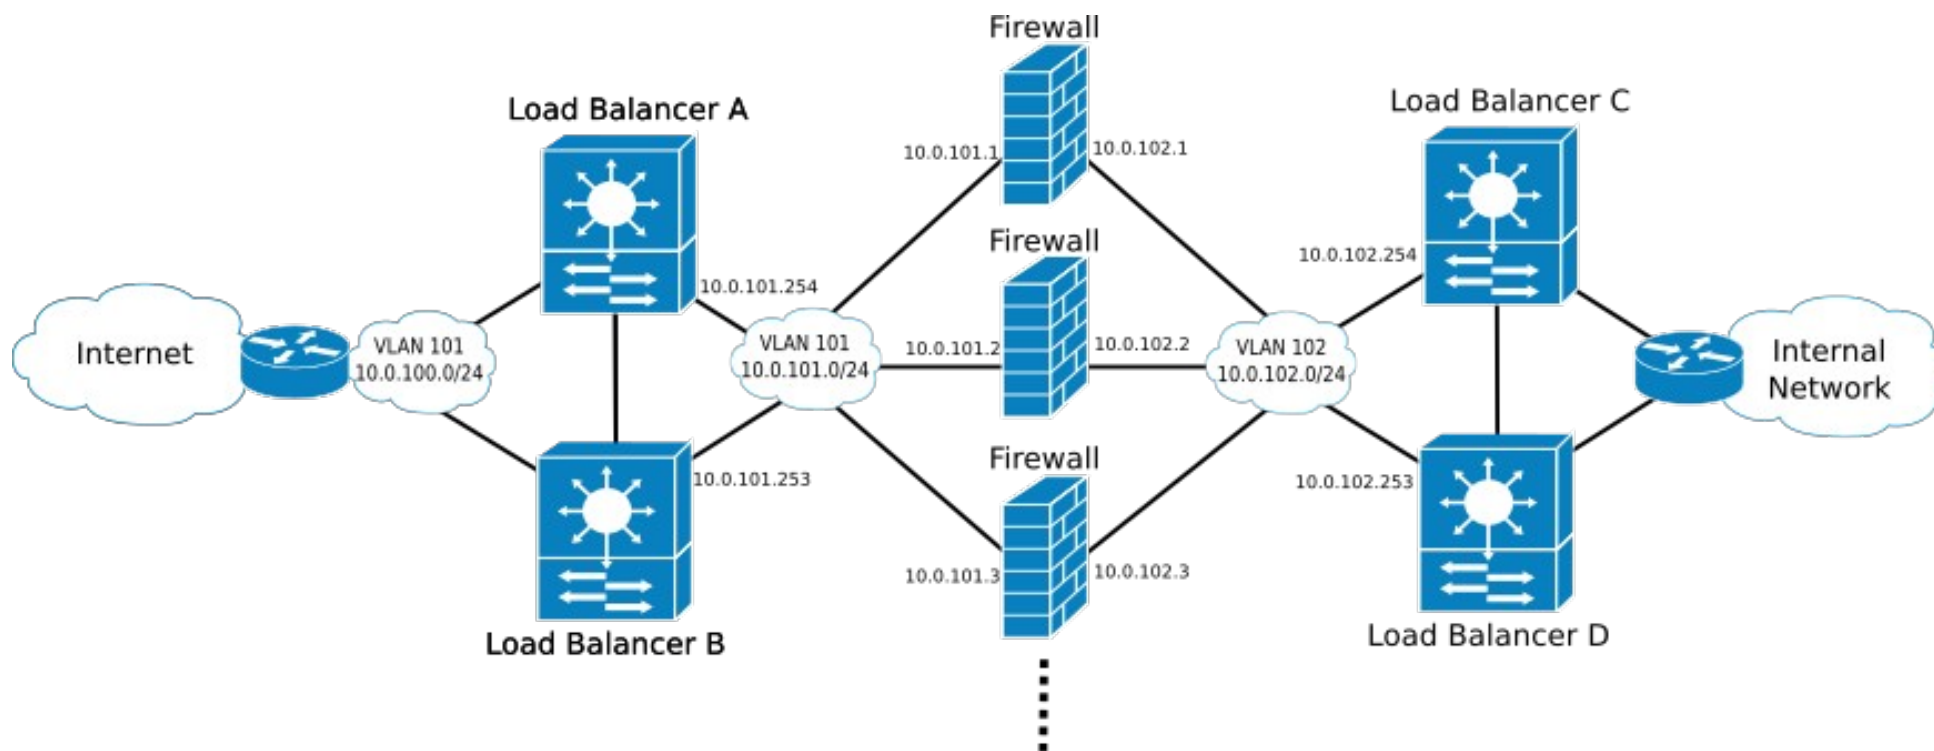 Firewall
Load Balancer A
Load Balancer C
10.0.101.1
10.0.102.1
Firewall
10.0.102.254
10.0.101.254
Internet
VLAN 101
10.0.100.0/24
VLAN 101
10.0.101.0/24
10.0.101.2
10.0.102.2
VLAN 102
10.0.102.0/24
Internal
Network
Firewall
10.0.101.253
10.0.102.253
10.0.101.3
10.0.102.3
Load Balancer B
Load Balancer D